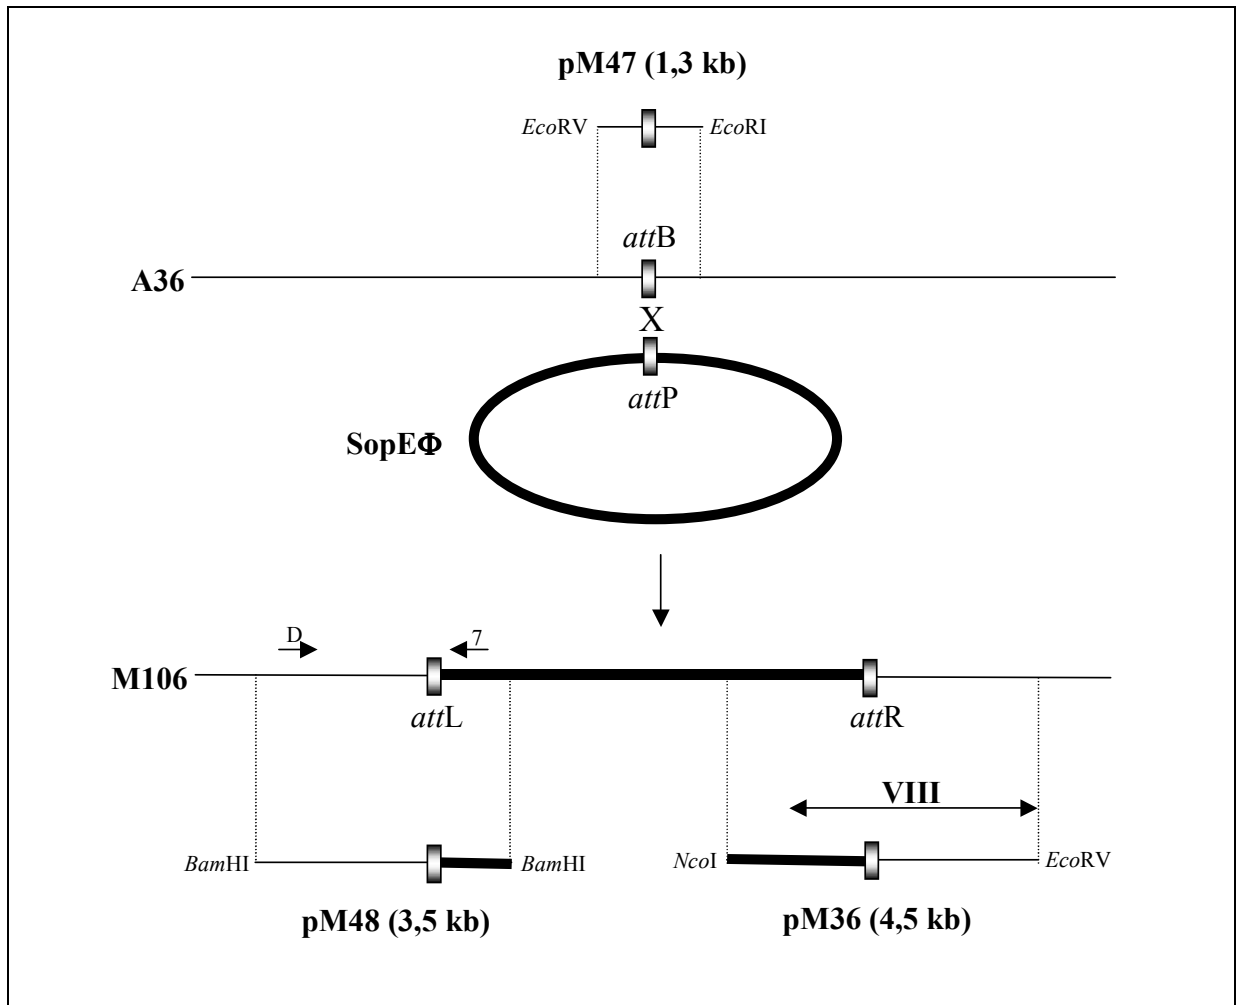 pM47 (1,3 kb)
EcoRV EcoRI
attB
A36
X
attP
SopEΦ
D 7
M106
attL attR
VIII
BamHI BamHI NcoI EcoRV
pM48 (3,5 kb) pM36 (4,5 kb)